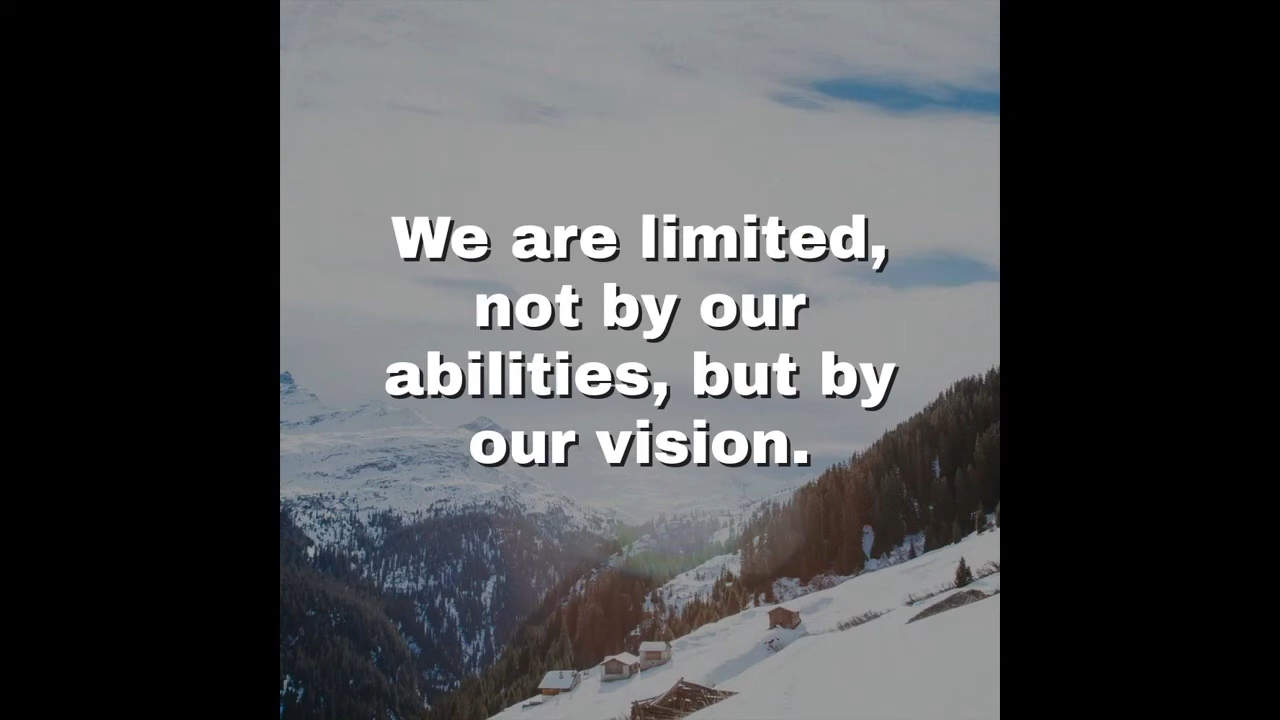 We are limited,
not by our
abilities, but by
our vision.